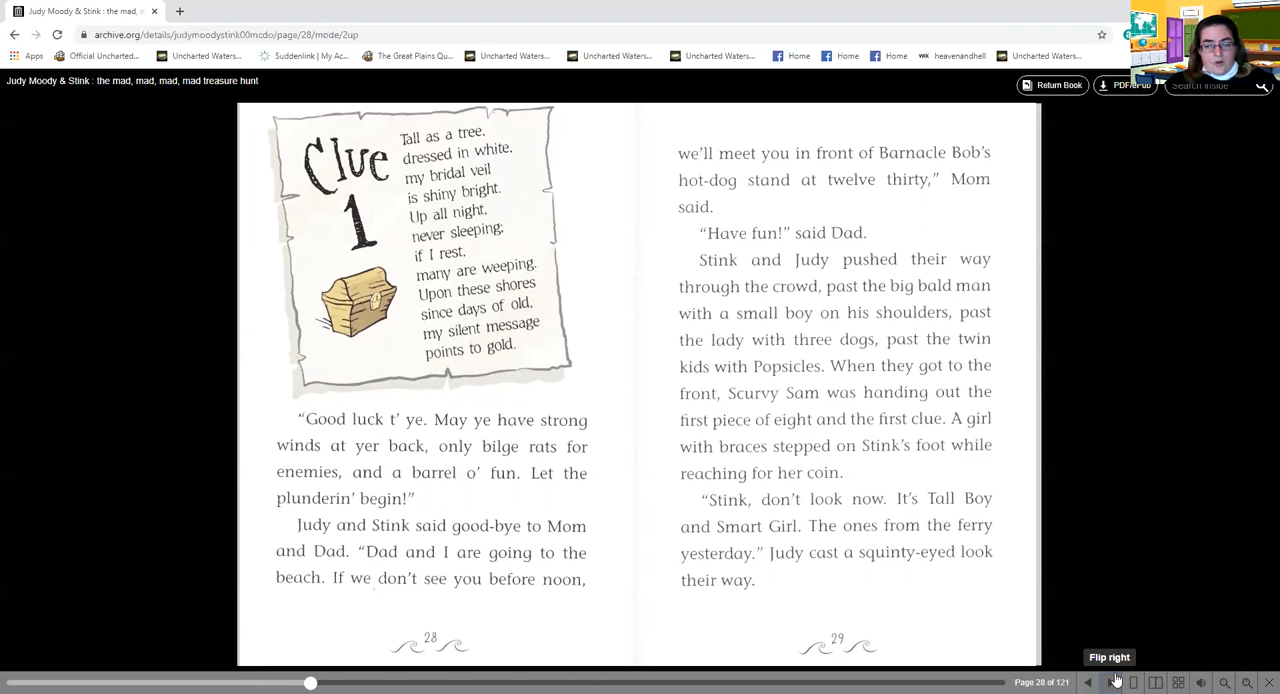 Judy Moody & Stink : the mad, m
archive.org/details/judymoodystink00mcdo/page/28/mode/2up
Apps
Official Uncharted...
Uncharted Waters...
Suddenlink | My Ac...
The Great Plains Qu...
Uncharted Waters...
Uncharted Waters...
Uncharted Waters...
Home
Home
Home
WIX heavenandhell
Uncharted Waters...
Judy Moody & Stink : the mad, mad, mad, mad treasure hunt
Return Book
PDF/ePub
Search inside
Clue
1
Tall as a tree,
dressed in white,
my bridal veil
is shiny bright.
Up all night,
never sleeping;
if I rest,
many are weeping.
Upon these shores
since days of old,
my silent message
points to gold.
“Good luck t’ ye. May ye have strong
winds at yer back, only bilge rats for
enemies, and a barrel o’ fun. Let the
plunderin’ begin!”
Judy and Stink said good-bye to Mom
and Dad. “Dad and I are going to the
beach. If we don’t see you before noon,
28
we’ll meet you in front of Barnacle Bob’s
hot-dog stand at twelve thirty,” Mom
said.
“Have fun!” said Dad.
Stink and Judy pushed their way
through the crowd, past the big bald man
with a small boy on his shoulders, past
the lady with three dogs, past the twin
kids with Popsicles. When they got to the
front, Scurvy Sam was handing out the
first piece of eight and the first clue. A girl
with braces stepped on Stink’s foot while
reaching for her coin.
“Stink, don’t look now. It’s Tall Boy
and Smart Girl. The ones from the ferry
yesterday.” Judy cast a squinty-eyed look
their way.
29
Flip right
Page 28 of 121